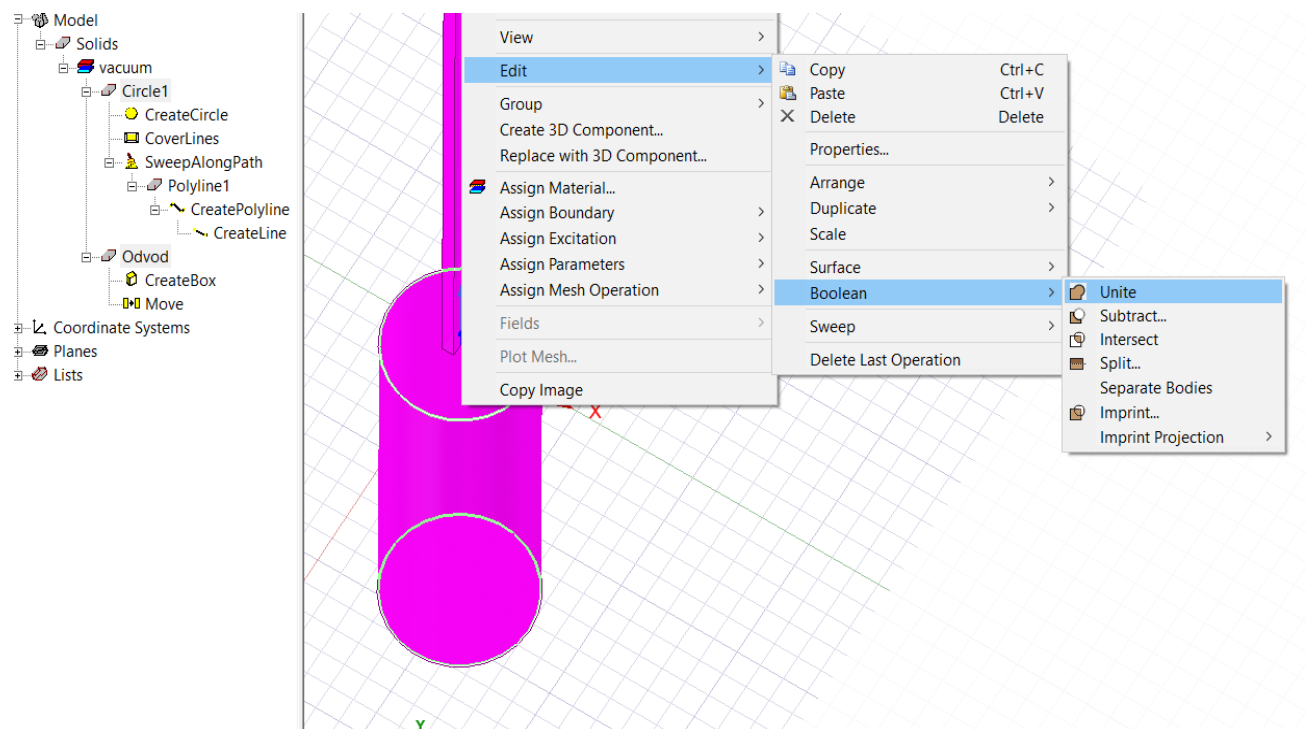 Model
Solids
vacuum
Circle1
CreateCircle
CoverLines
SweepAlongPath
Polyline1
CreatePolyline
CreateLine
Odvod
CreateBox
Move
Coordinate Systems
Planes
Lists
View
Edit
Group
Create 3D Component...
Replace with 3D Component...
Assign Material...
Assign Boundary
Assign Excitation
Assign Parameters
Assign Mesh Operation
Fields
Plot Mesh...
Copy Image
Copy Ctrl+C
Paste Ctrl+V
Delete Delete
Properties...
Arrange
Duplicate
Scale
Surface
Boolean
Sweep
Delete Last Operation
Unite
Subtract...
Intersect
Split...
Separate Bodies
Imprint...
Imprint Projection
X
Y